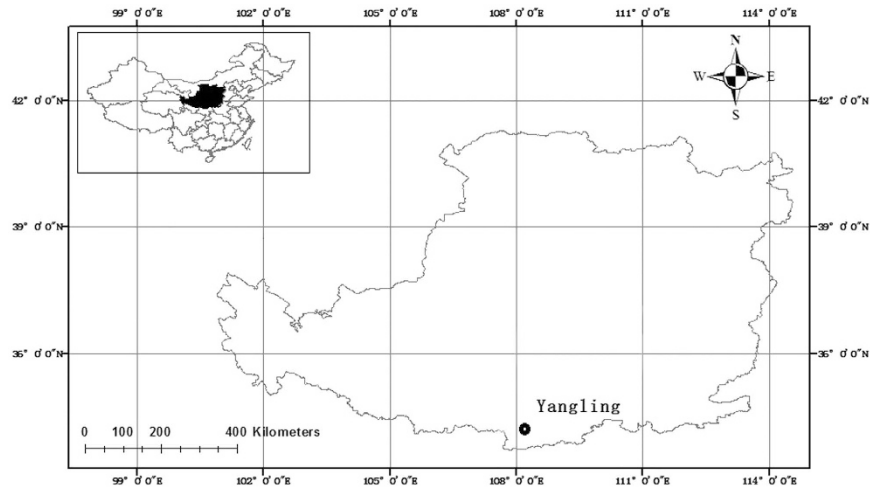 99° 0′ 0″E 102° 0′ 0″E 105° 0′ 0″E 108° 0′ 0″E 111° 0′ 0″E 114° 0′ 0″E
N
W E
S
42° 0′ 0″N 42° 0′ 0″N
39° 0′ 0″N 39° 0′ 0″N
36° 0′ 0″N 36° 0′ 0″N
Yangling
0 100 200 400 Kilometers
99° 0′ 0″E 102° 0′ 0″E 105° 0′ 0″E 108° 0′ 0″E 111° 0′ 0″E 114° 0′ 0″E